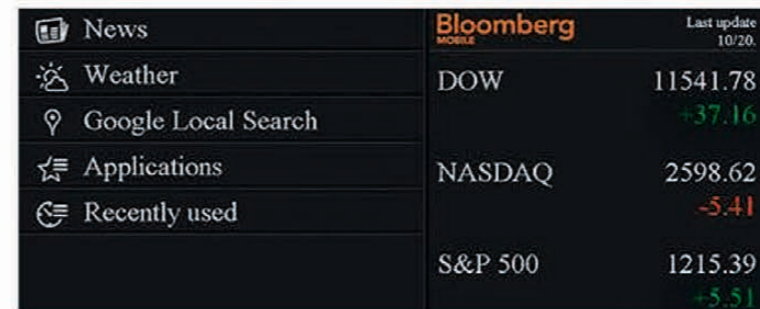 News
Weather
Google Local Search
Applications
Recently used
Bloomberg
MOBILE
Last update
10/20.
DOW 11541.78
+37.16
NASDAQ 2598.62
-5.41
S&P 500 1215.39
+5.51